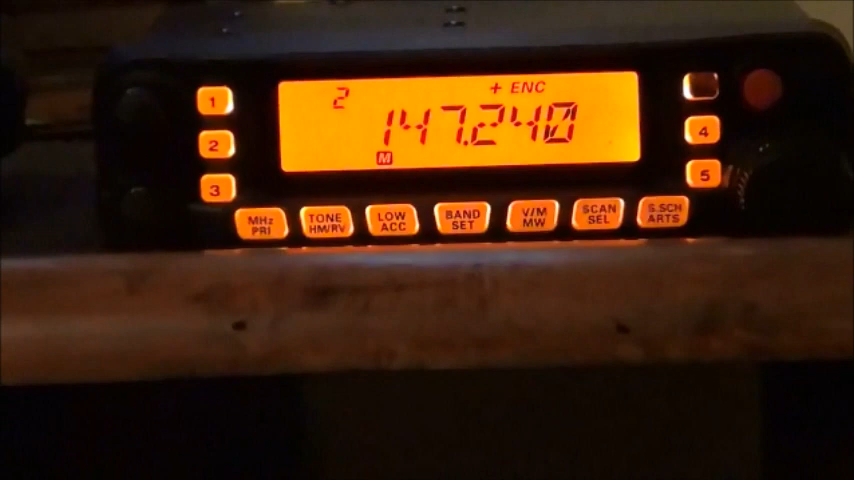 2
+ ENC
147.240
M
1
2
3
4
5
MHz
PRI
TONE
HM/RV
LOW
ACC
BAND
SET
V/M
MW
SCAN
SEL
S.SCH
ARTS